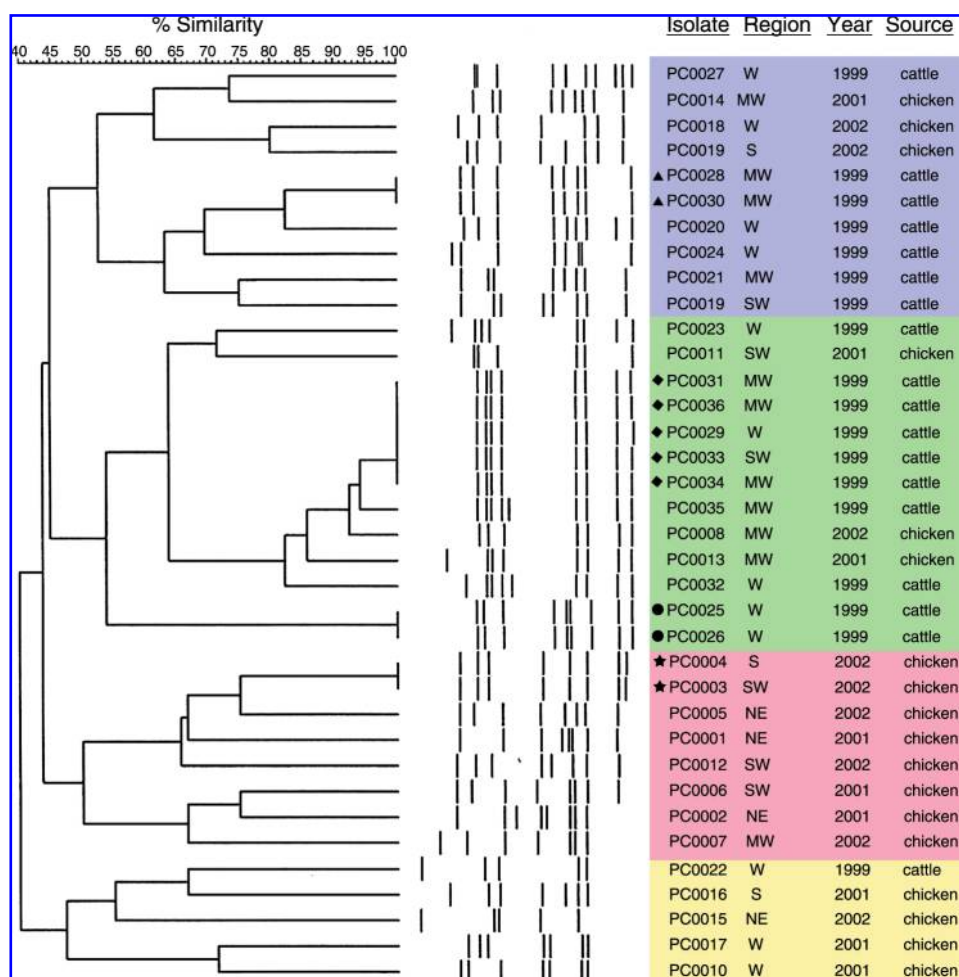 % Similarity Isolate Region Year Source
40 45 50 55 60 65 70 75 80 85 90 95 100
PC0027 W 1999 cattle
PC0014 MW 2001 chicken
PC0018 W 2002 chicken
PC0019 S 2002 chicken
▲ PC0028 MW 1999 cattle
▲ PC0030 MW 1999 cattle
PC0020 W 1999 cattle
PC0024 W 1999 cattle
PC0021 MW 1999 cattle
PC0019 SW 1999 cattle
PC0023 W 1999 cattle
PC0011 SW 2001 chicken
◆ PC0031 MW 1999 cattle
◆ PC0036 MW 1999 cattle
◆ PC0029 W 1999 cattle
◆ PC0033 SW 1999 cattle
◆ PC0034 MW 1999 cattle
PC0035 MW 1999 cattle
PC0008 MW 2002 chicken
PC0013 MW 2001 chicken
PC0032 W 1999 cattle
● PC0025 W 1999 cattle
● PC0026 W 1999 cattle
★ PC0004 S 2002 chicken
★ PC0003 SW 2002 chicken
PC0005 NE 2002 chicken
PC0001 NE 2001 chicken
PC0012 SW 2002 chicken
PC0006 SW 2001 chicken
PC0002 NE 2001 chicken
PC0007 MW 2002 chicken
PC0022 W 1999 cattle
PC0016 S 2001 chicken
PC0015 NE 2002 chicken
PC0017 W 2001 chicken
PC0010 W 2001 chicken